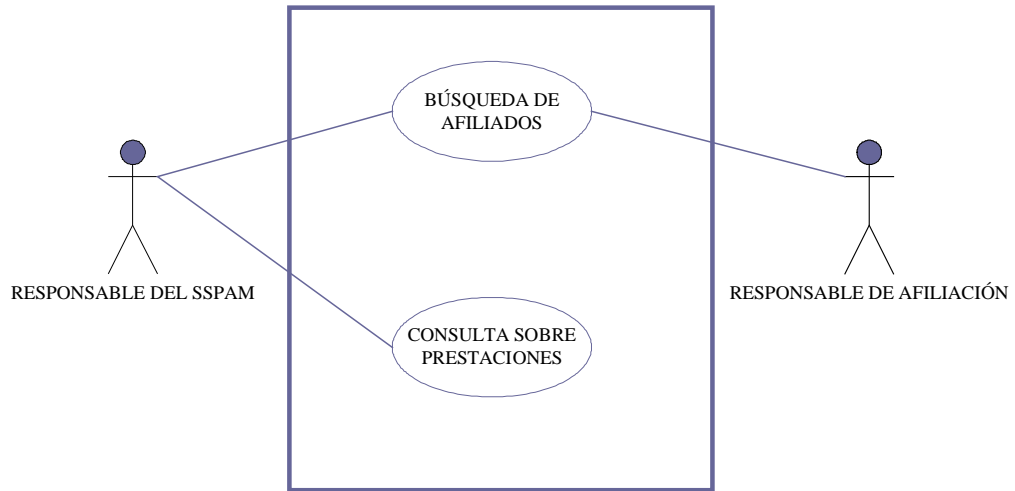 BÚSQUEDA DE
AFILIADOS
RESPONSABLE DEL SSPAM
RESPONSABLE DE AFILIACIÓN
CONSULTA SOBRE
PRESTACIONES